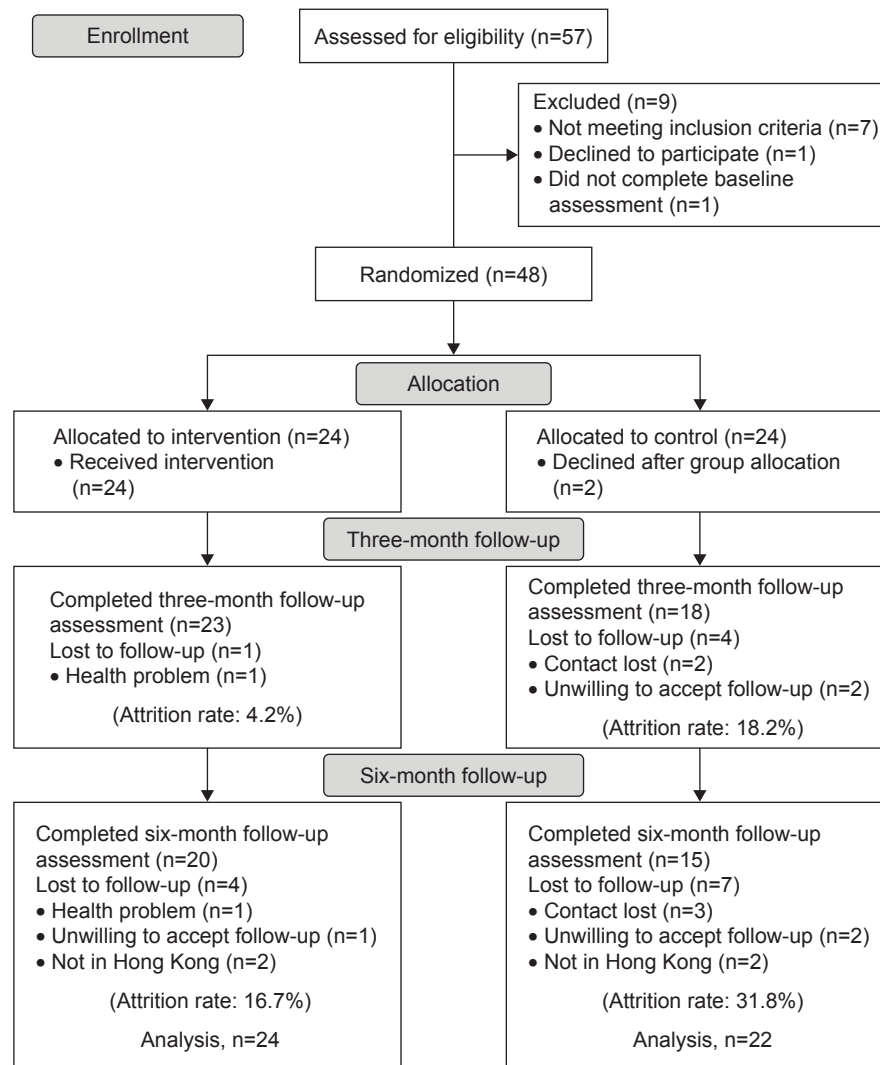 Enrollment
Assessed for eligibility (n=57)
Excluded (n=9)
• Not meeting inclusion criteria (n=7)
• Declined to participate (n=1)
• Did not complete baseline
assessment (n=1)
Randomized (n=48)
Allocation
Allocated to intervention (n=24)
• Received intervention
(n=24)
Allocated to control (n=24)
• Declined after group allocation
(n=2)
Three-month follow-up
Completed three-month follow-up
assessment (n=23)
Lost to follow-up (n=1)
• Health problem (n=1)
(Attrition rate: 4.2%)
Completed three-month follow-up
assessment (n=18)
Lost to follow-up (n=4)
• Contact lost (n=2)
• Unwilling to accept follow-up (n=2)
(Attrition rate: 18.2%)
Six-month follow-up
Completed six-month follow-up
assessment (n=20)
Lost to follow-up (n=4)
• Health problem (n=1)
• Unwilling to accept follow-up (n=1)
• Not in Hong Kong (n=2)
(Attrition rate: 16.7%)
Analysis, n=24
Completed six-month follow-up
assessment (n=15)
Lost to follow-up (n=7)
• Contact lost (n=3)
• Unwilling to accept follow-up (n=2)
• Not in Hong Kong (n=2)
(Attrition rate: 31.8%)
Analysis, n=22